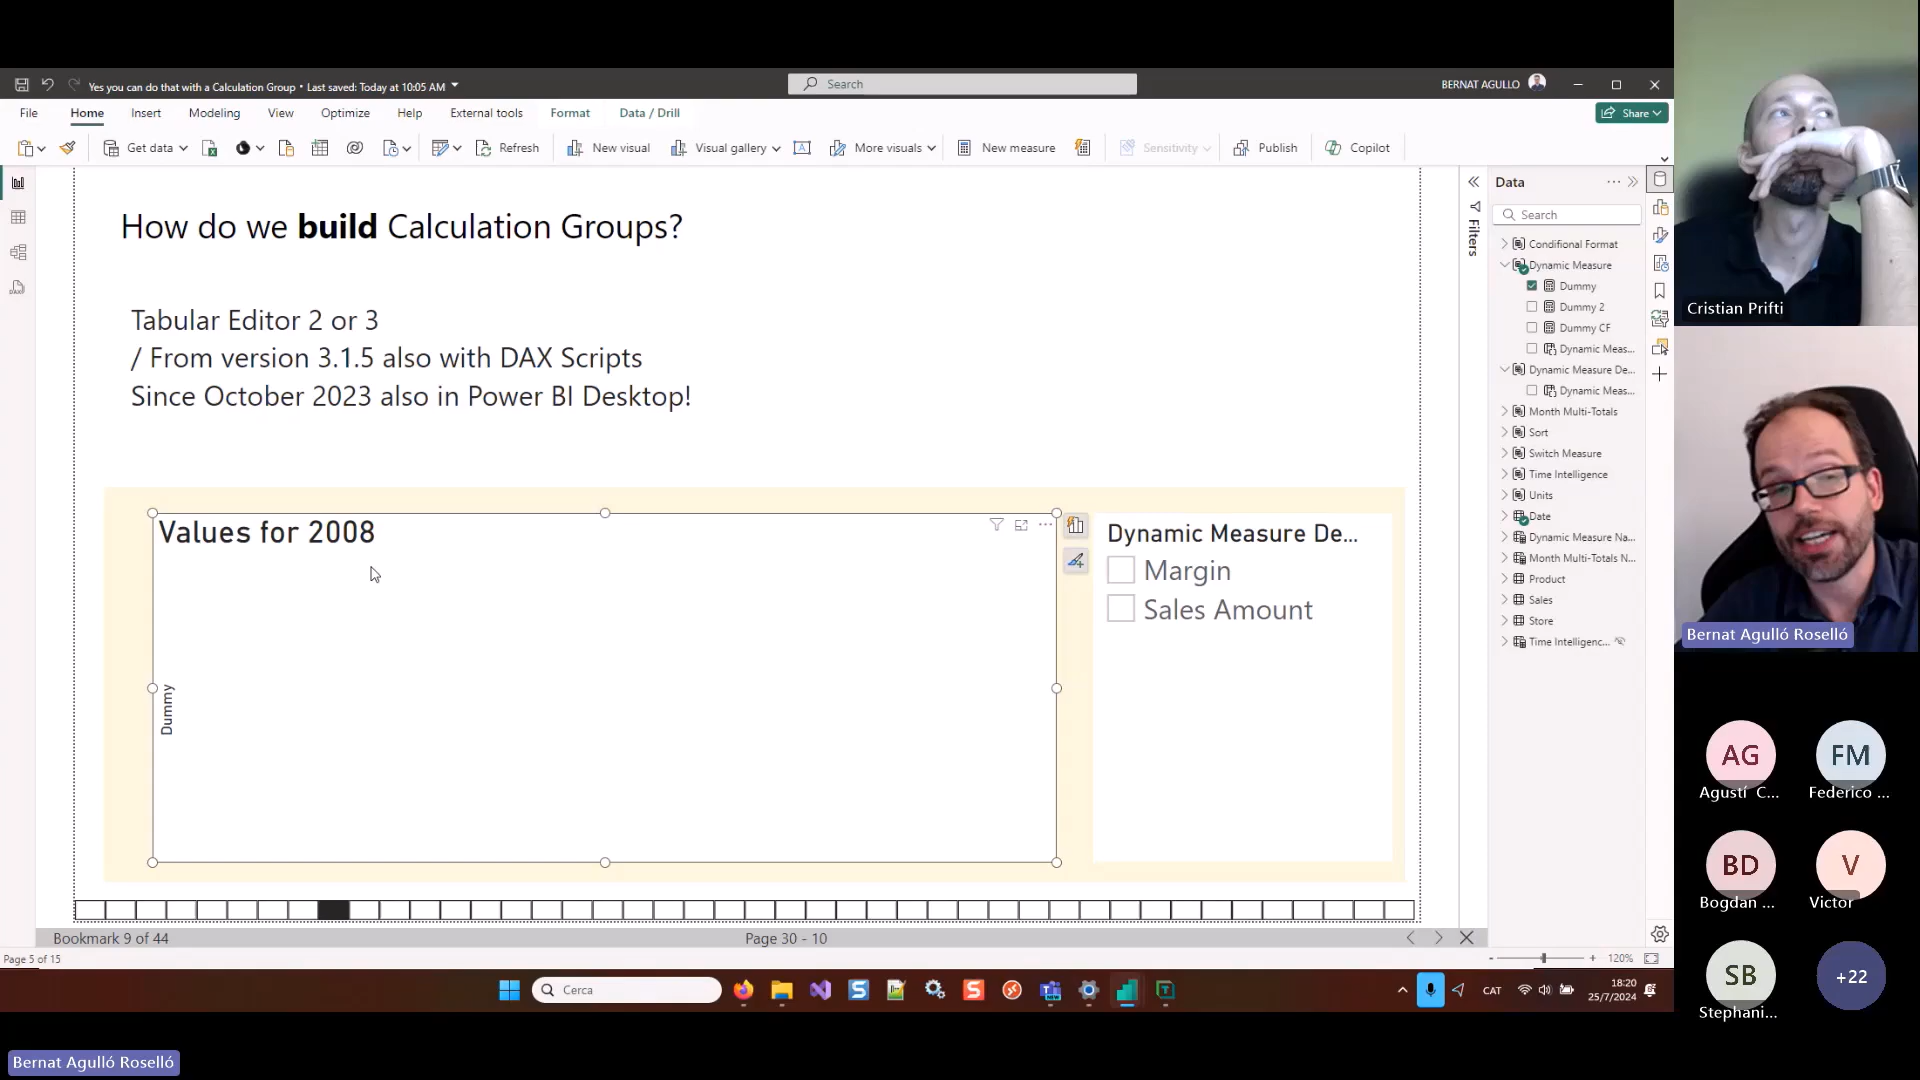 Yes you can do that with a Calculation Group • Last saved: Today at 10:05 AM
Search
BERNAT AGULLO
File
Home
Insert
Modeling
View
Optimize
Help
External tools
Format
Data / Drill
Share
Get data
Refresh
New visual
Visual gallery
More visuals
New measure
Sensitivity
Publish
Copilot
How do we build Calculation Groups?
Tabular Editor 2 or 3
/ From version 3.1.5 also with DAX Scripts
Since October 2023 also in Power BI Desktop!
Values for 2008
Dummy
Dynamic Measure De...
Margin
Sales Amount
Bookmark 9 of 44
Page 30 - 10
Page 5 of 15
120%
Filters
Data
Search
Conditional Format
Dynamic Measure
Dummy
Dummy 2
Dummy CF
Dynamic Meas...
Dynamic Measure De...
Dynamic Meas...
Month Multi-Totals
Sort
Switch Measure
Time Intelligence
Units
Date
Dynamic Measure Na...
Month Multi-Totals N...
Product
Sales
Store
Time Intelligenc...
Cerca
CAT
18:20
25/7/2024
Cristian Prifti
Bernat Agulló Roselló
AG
Agustí C...
FM
Federico ...
BD
Bogdan ...
V
Victor
SB
Stephani...
+22
Bernat Agulló Roselló